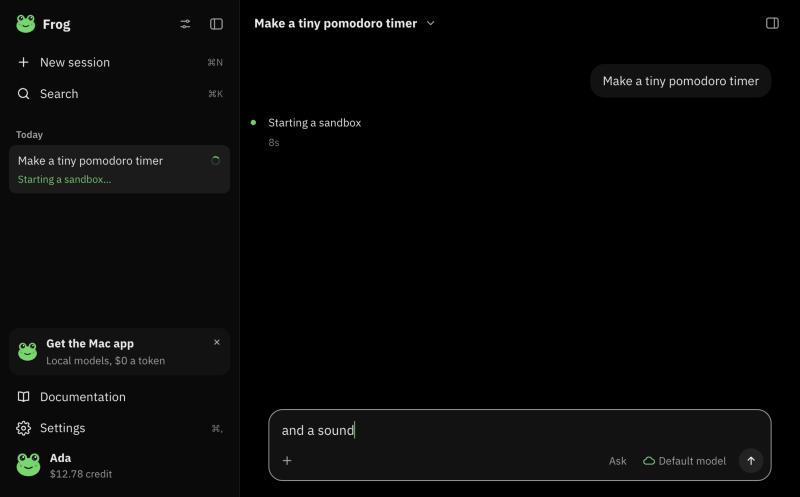 Frog
New session ⌘N
Search ⌘K
Today
Make a tiny pomodoro timer
Starting a sandbox...
Get the Mac app
Local models, $0 a token
Documentation
Settings ⌘,
Ada
$12.78 credit
Make a tiny pomodoro timer
Make a tiny pomodoro timer
Starting a sandbox
8s
and a sound
Ask Default model